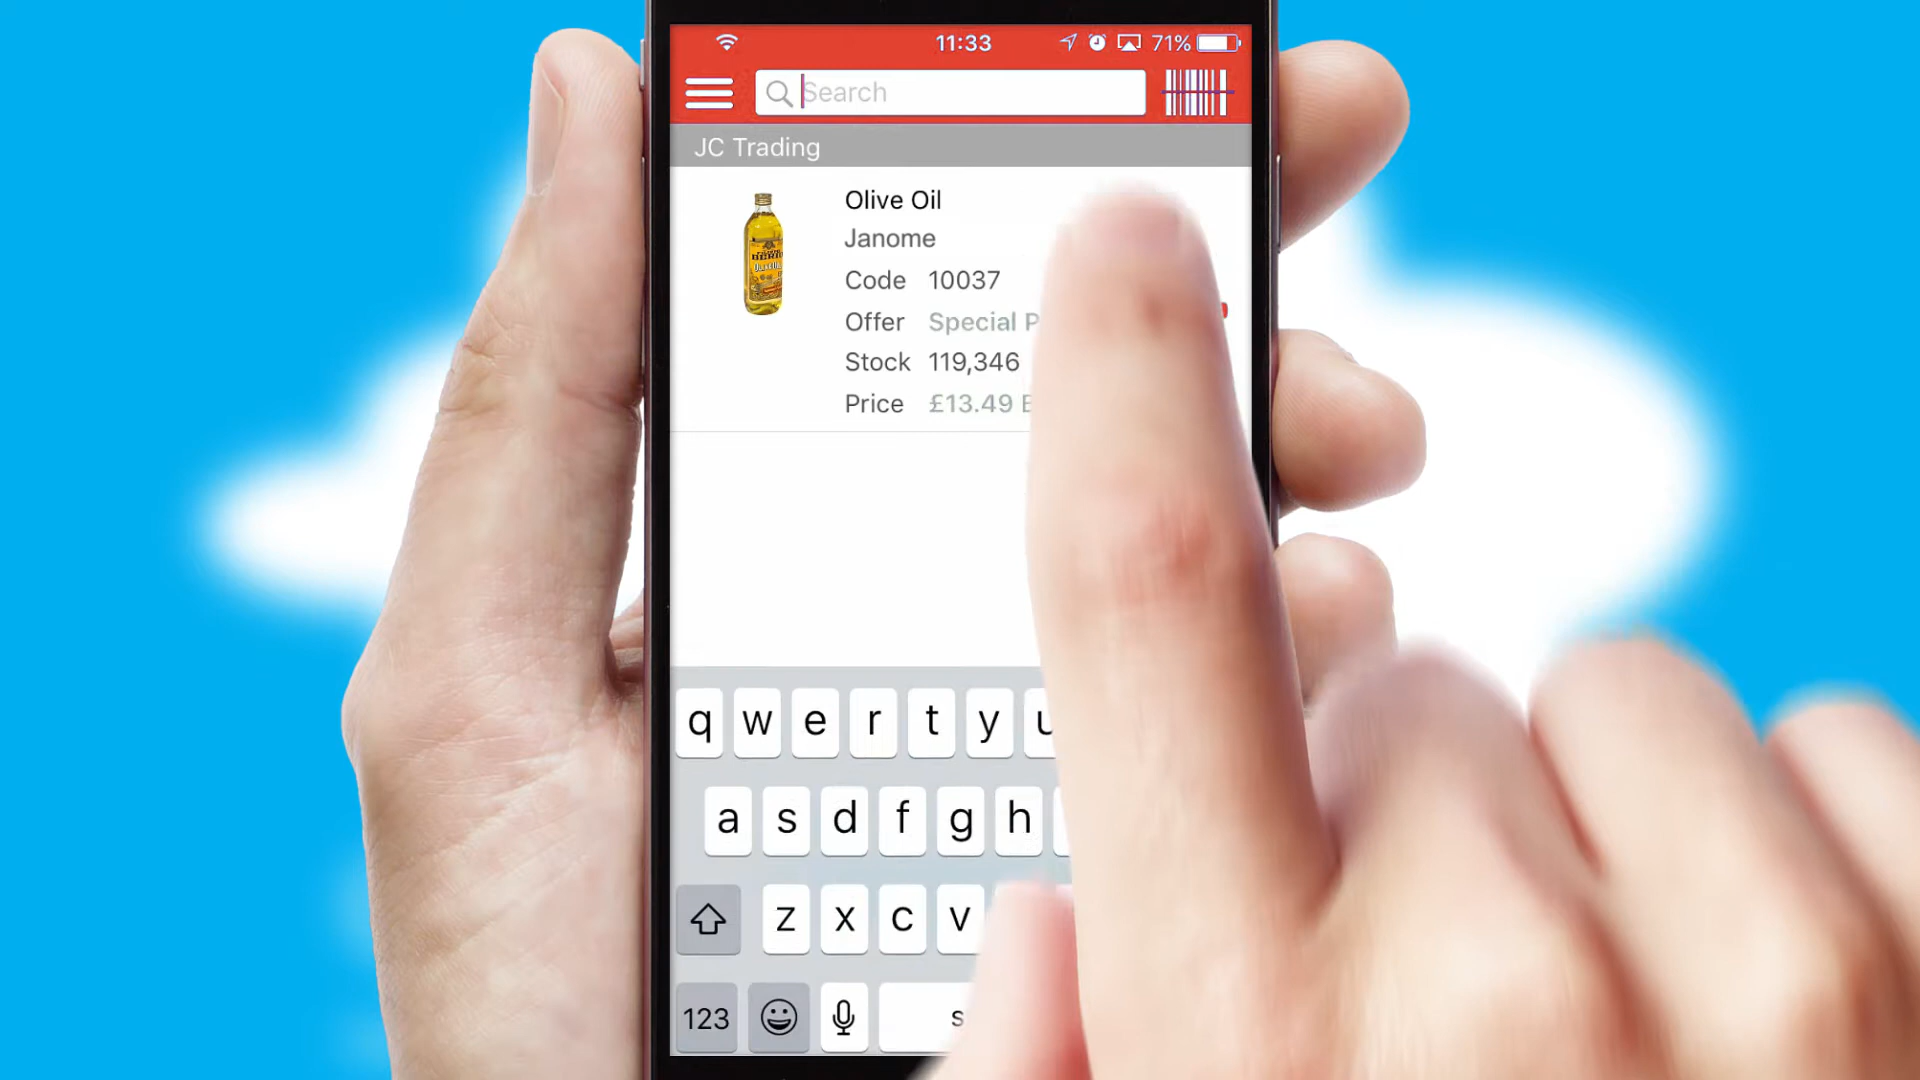 11:33 71%
Search
JC Trading
Olive Oil
Janome
Code 10037
Offer Special P
Stock 119,346
Price £13.49 E
q w e r t y u
a s d f g h
z x c v
123 s